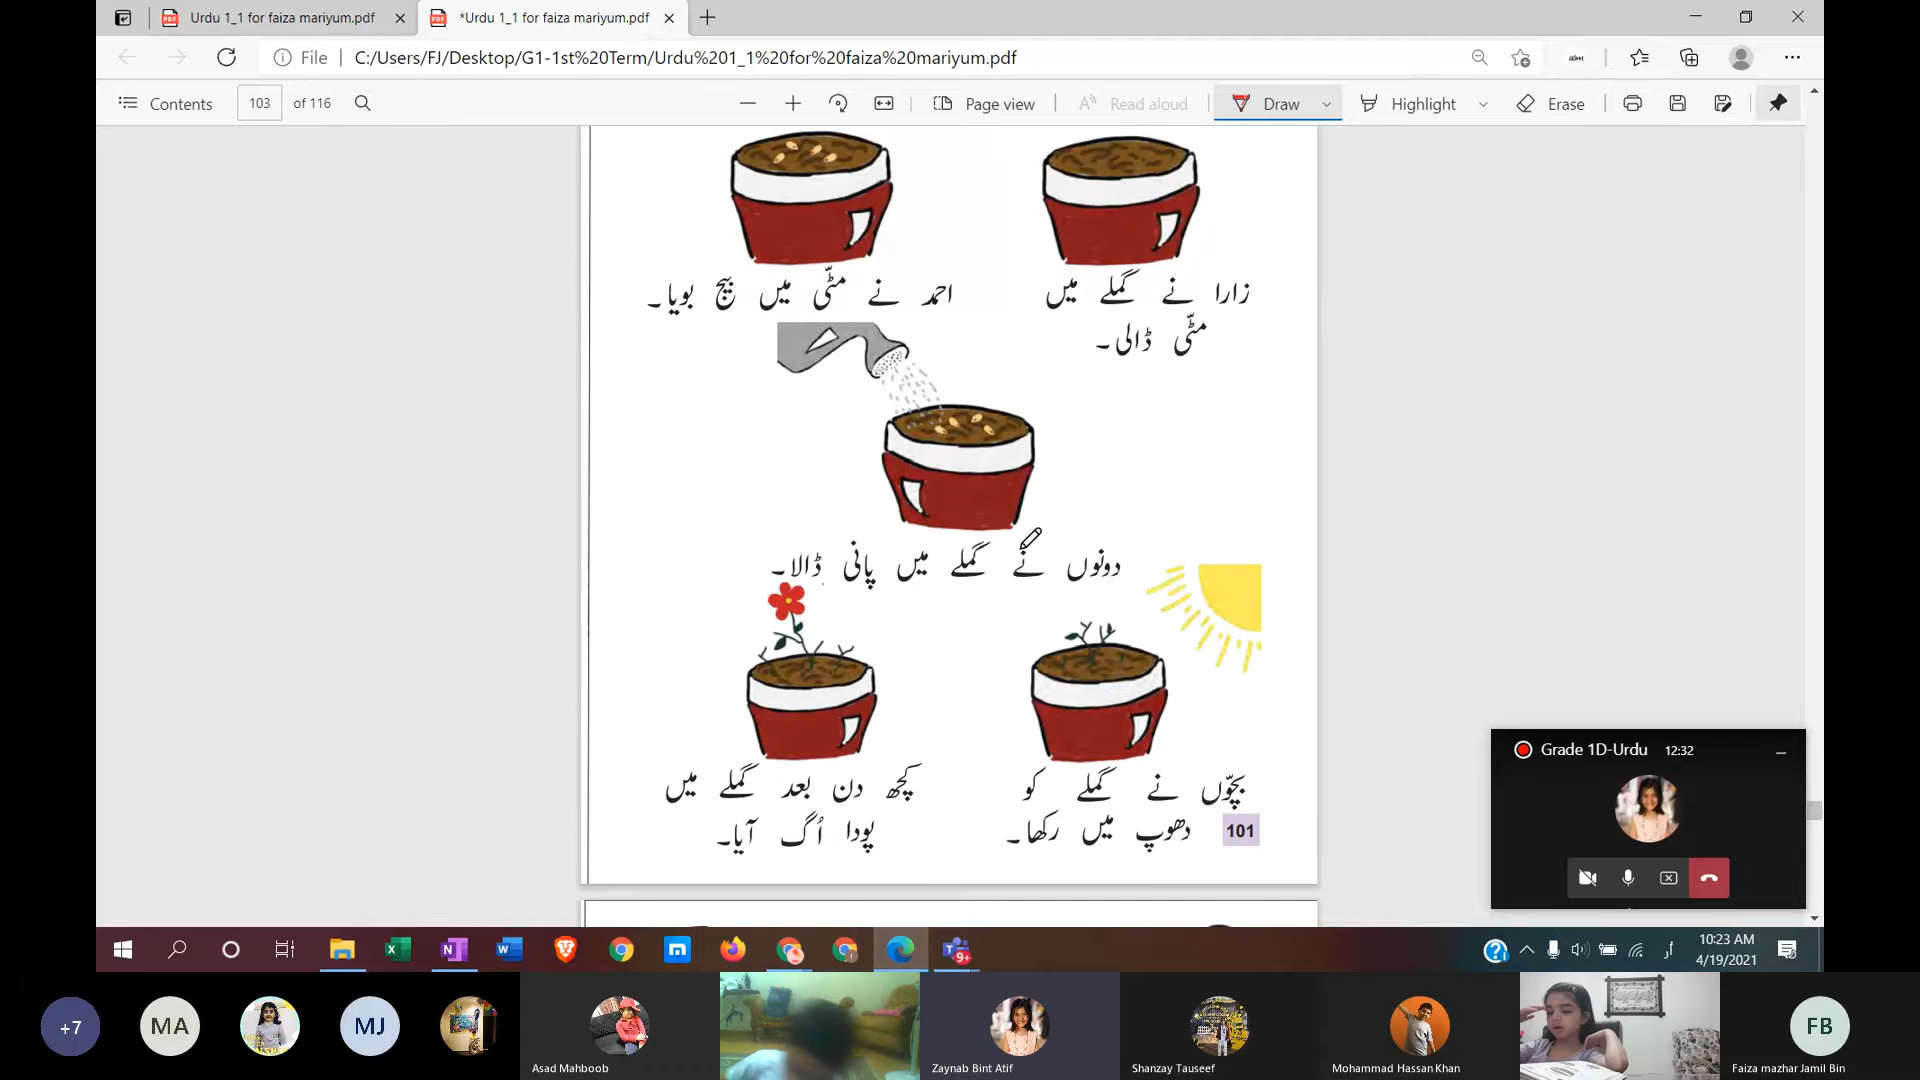 Urdu 1_1 for faiza mariyum.pdf
*Urdu 1_1 for faiza mariyum.pdf
File
C:/Users/FJ/Desktop/G1-1st%20Term/Urdu%201_1%20for%20faiza%20mariyum.pdf
Contents
103 of 116
Page view
Read aloud
Draw
Highlight
Erase
زارا نے گملے میں
مٹّی ڈالی۔
احمد نے مٹّی میں بیج بویا۔
دونوں نے گملے میں پانی ڈالا۔
بچّوں نے گملے کو
دھوپ میں رکھا۔
101
کچھ دن بعد گملے میں
پودا اُگ آیا۔
Grade 1D-Urdu 12:32
10:23 AM
4/19/2021
9+
+7
MA
MJ
Asad Mahboob
Zaynab Bint Atif
Shanzay Tauseef
Mohammad Hassan Khan
FB
Faiza mazhar Jamil Bin